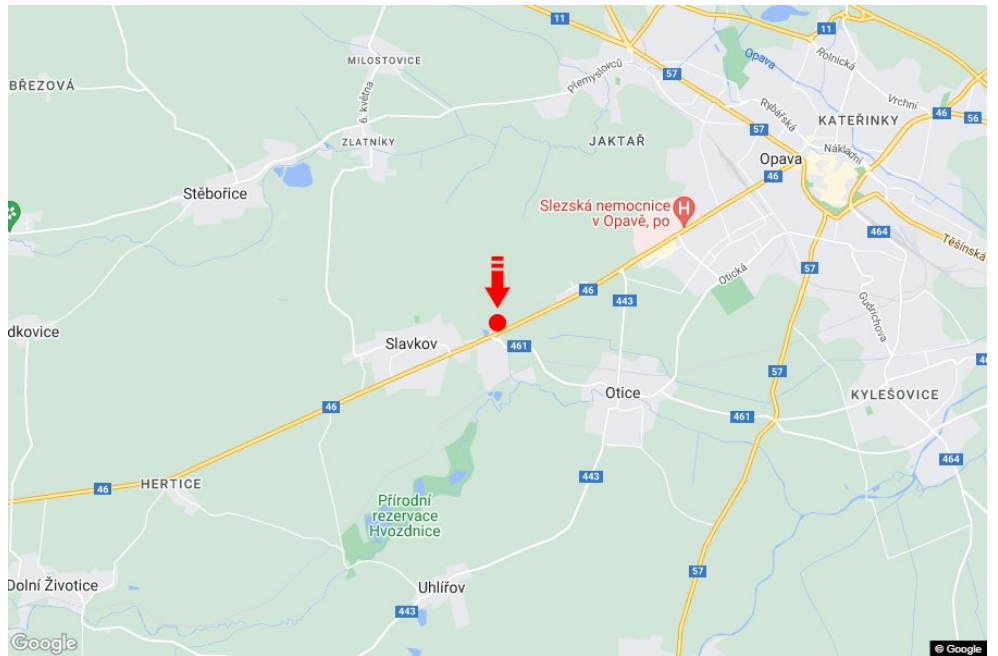 11
MILOSTOVICE
11
Opava
Rolnická
57
Přemyslovců
BŘEZOVÁ
6. května
Rybářská
Vrchní
46
56
57
KATEŘINKY
ZLATNÍKY
JAKTAŘ
Nákladní
Opava
46
Stěbořice
Slezská nemocnice
v Opavě, po
H
464
Těšínská
57
Otická
46
443
Gudrichova
dkovice
Slavkov
461
46
Otice
KYLEŠOVICE
46
461
464
HERTICE
46
443
Přírodní
rezervace
Hvozdnice
57
Dolní Životice
Uhlířov
443
Google
© Google